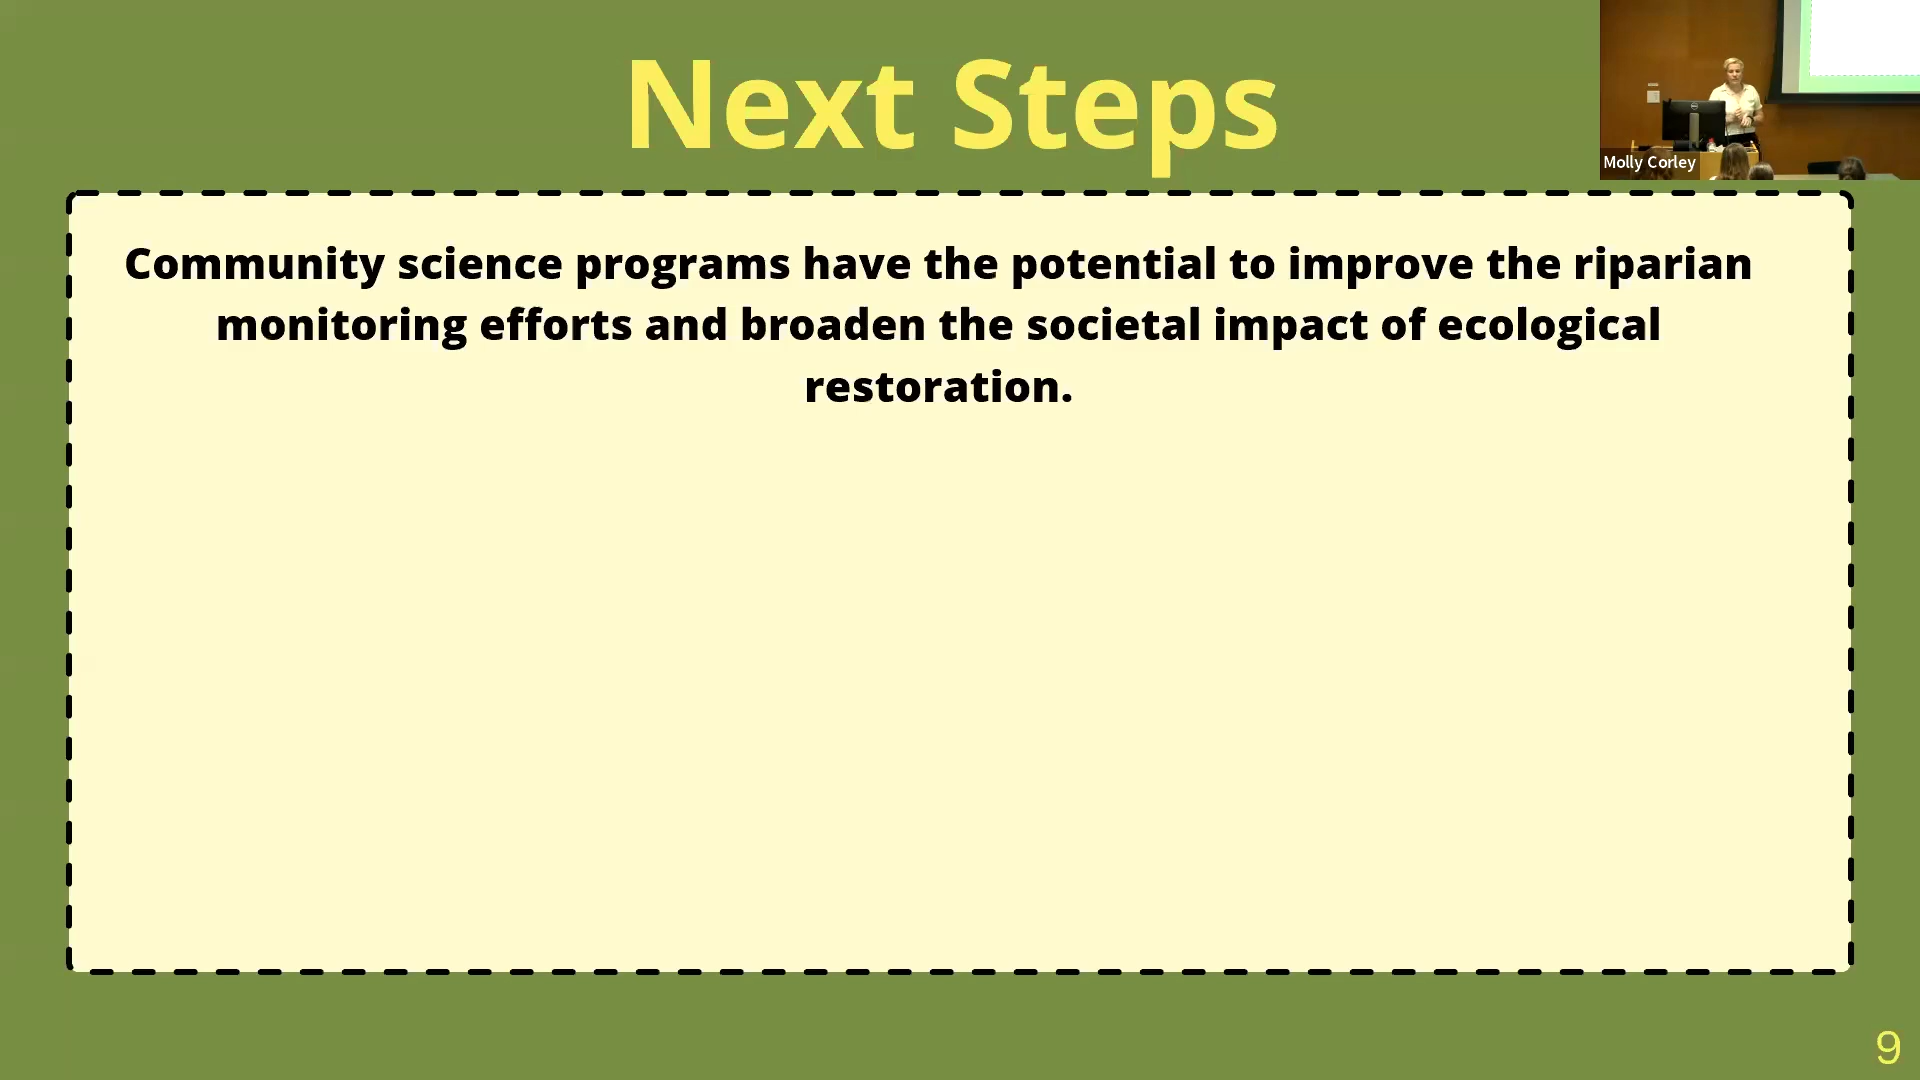 Next Steps
Molly Corley
Community science programs have the potential to improve the riparian
monitoring efforts and broaden the societal impact of ecological
restoration.
9